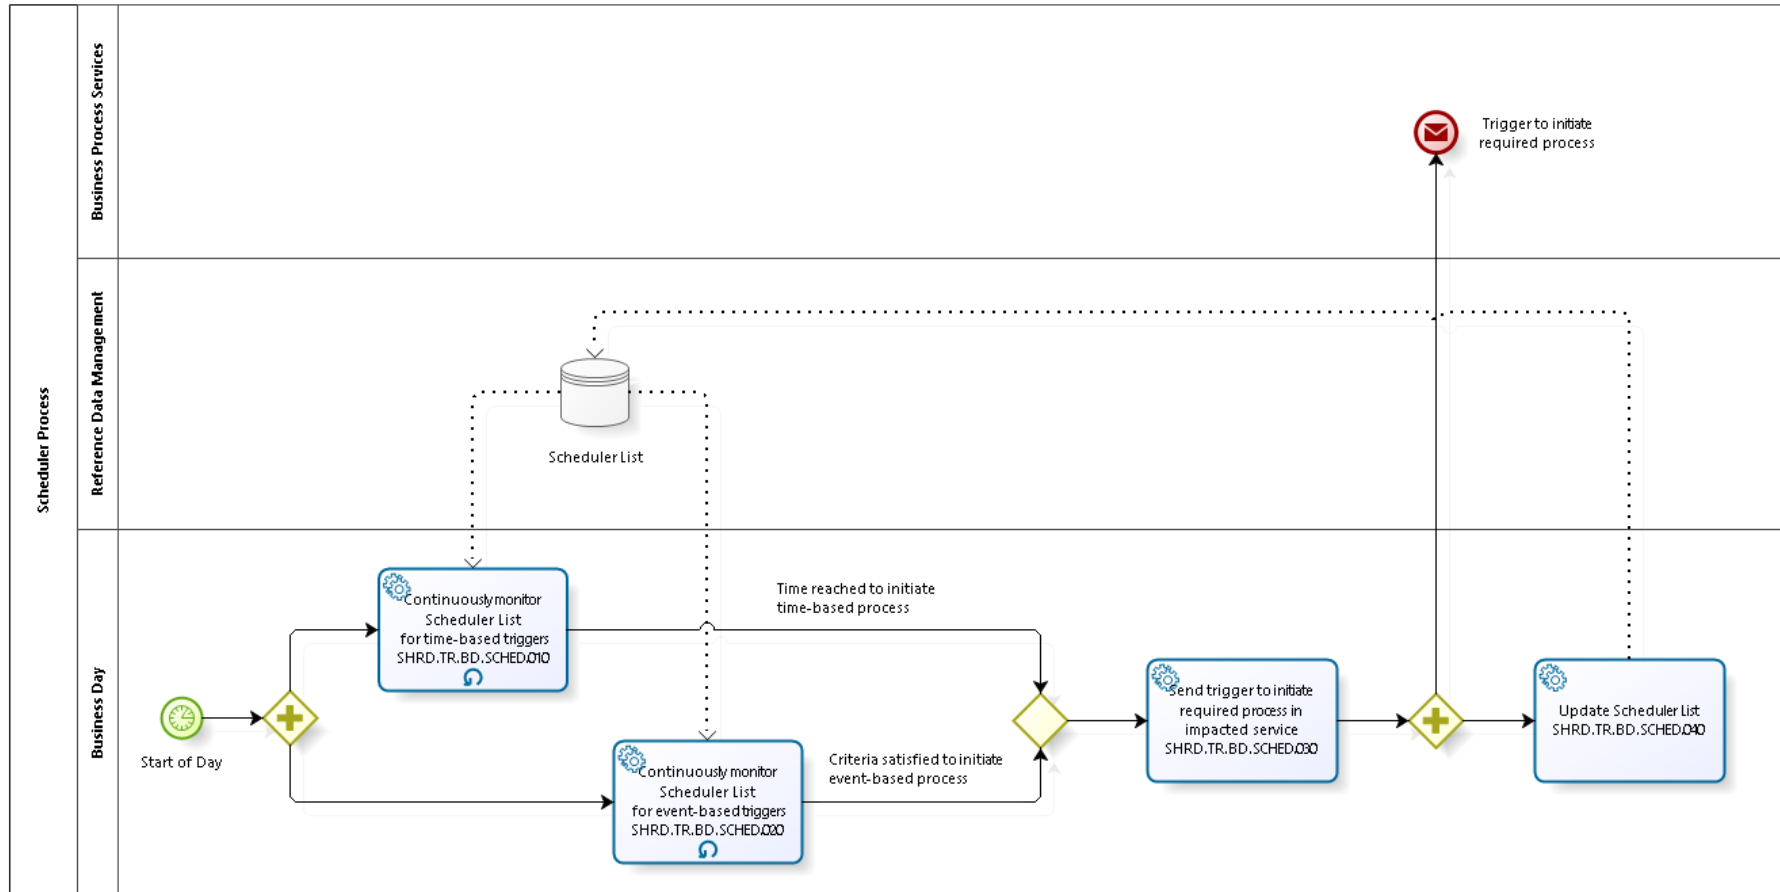 Scheduler Process
Business Process Services
Trigger to initiate
required process
Reference Data Management
Scheduler List
Business Day
Start of Day
Continuously monitor
Scheduler List
for time-based triggers
SHRD.TR.BD.SCHED.010
Time reached to initiate
time-based process
Continuously monitor
Scheduler List
for event-based triggers
SHRD.TR.BD.SCHED.020
Criteria satisfied to initiate
event-based process
Send trigger to initiate
required process in
impacted service
SHRD.TR.BD.SCHED.030
Update Scheduler List
SHRD.TR.BD.SCHED.040